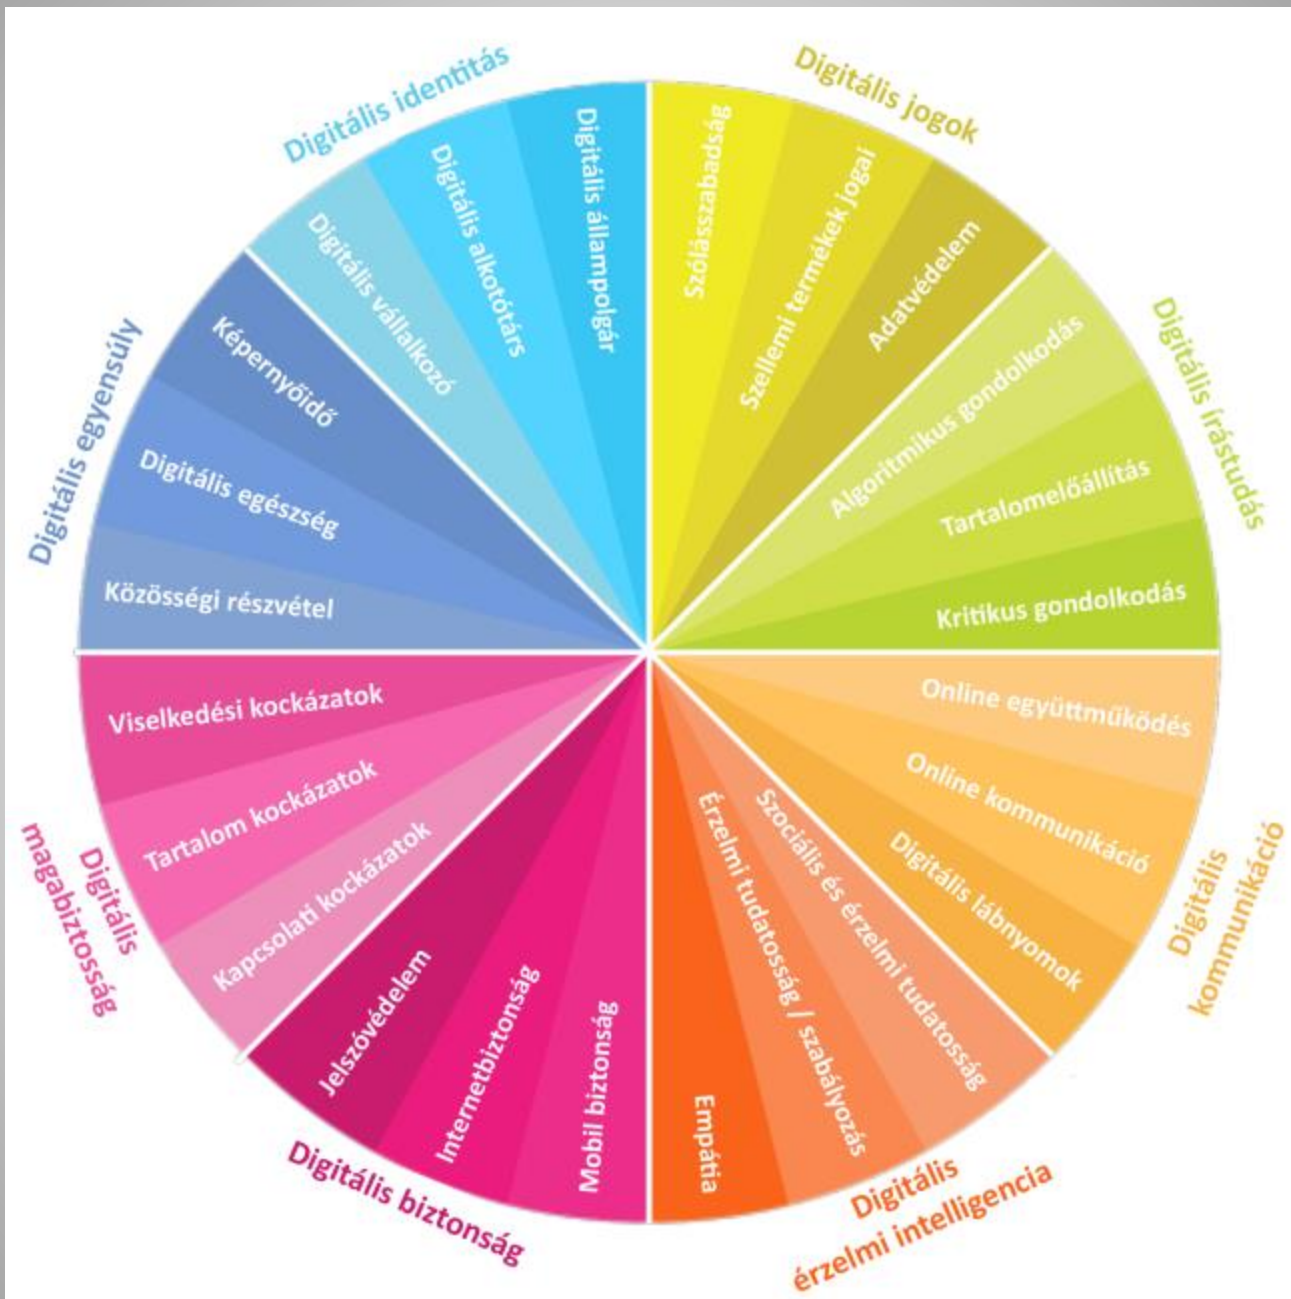 Digitális identitás
Digitális állampolgár
Digitális alkotótárs
Digitális vállalkozó
Digitális jogok
Szólásszabadság
Szellemi termékek jogai
Adatvédelem
Digitális írástudás
Algoritmikus gondolkodás
Tartalomelőállítás
Kritikus gondolkodás
Digitális
kommunikáció
Online együttműködés
Online kommunikáció
Digitális lábnyomok
Digitális
érzelmi intelligencia
Szociális és érzelmi tudatosság
Érzelmi tudatosság / szabályozás
Empátia
Digitális biztonság
Mobil biztonság
Internetbiztonság
Jelszóvédelem
Digitális
magabiztosság
Kapcsolati kockázatok
Tartalom kockázatok
Viselkedési kockázatok
Digitális egyensúly
Közösségi részvétel
Digitális egészség
Képernyőidő